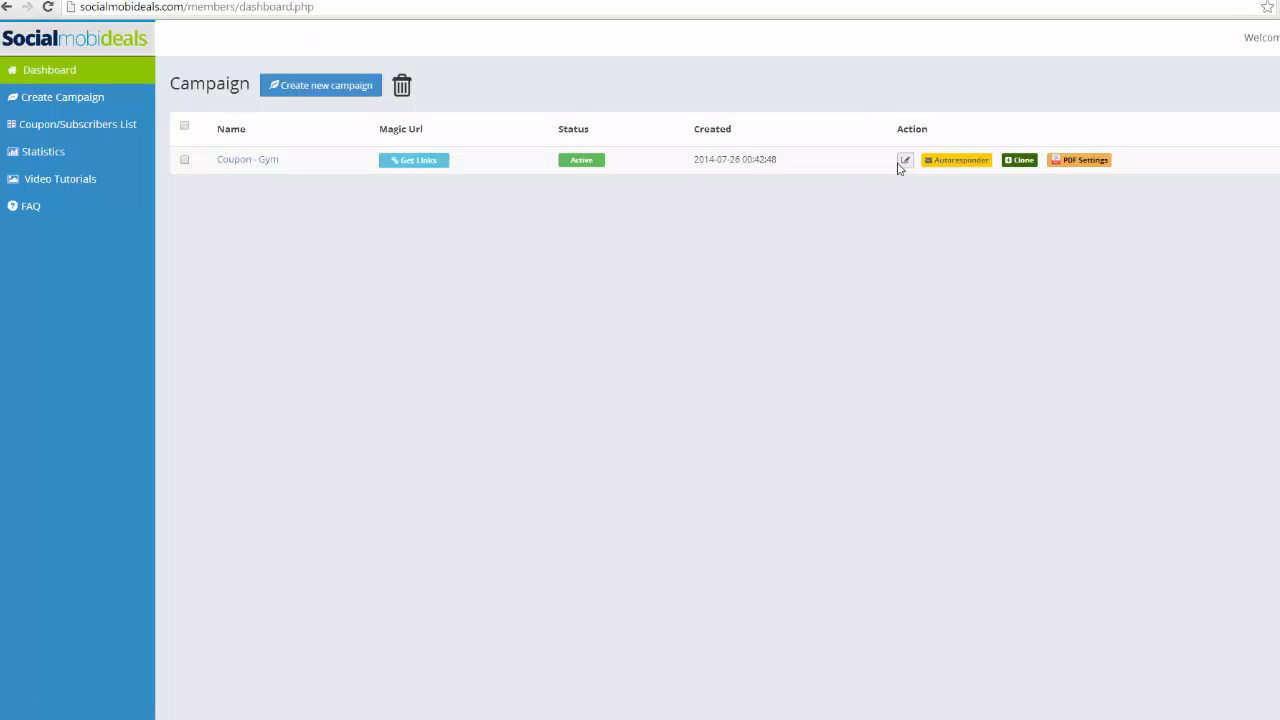 socialmobideals.com/members/dashboard.php
Socialmobideals
Welcom
Dashboard
Create Campaign
Coupon/Subscribers List
Statistics
Video Tutorials
FAQ
Campaign Create new campaign
Name Magic Url Status Created Action
Coupon - Gym Get Links Active 2014-07-26 00:42:48 Autoresponder Clone PDF Settings